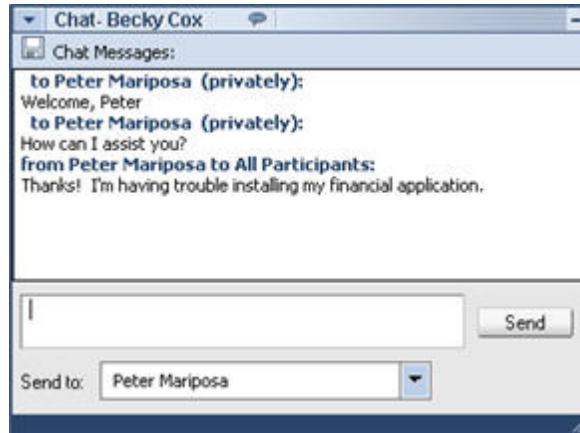 Chat- Becky Cox
Chat Messages:
to Peter Mariposa (privately):
Welcome, Peter
to Peter Mariposa (privately):
How can I assist you?
from Peter Mariposa to All Participants:
Thanks! I'm having trouble installing my financial application.
Send
Send to: Peter Mariposa